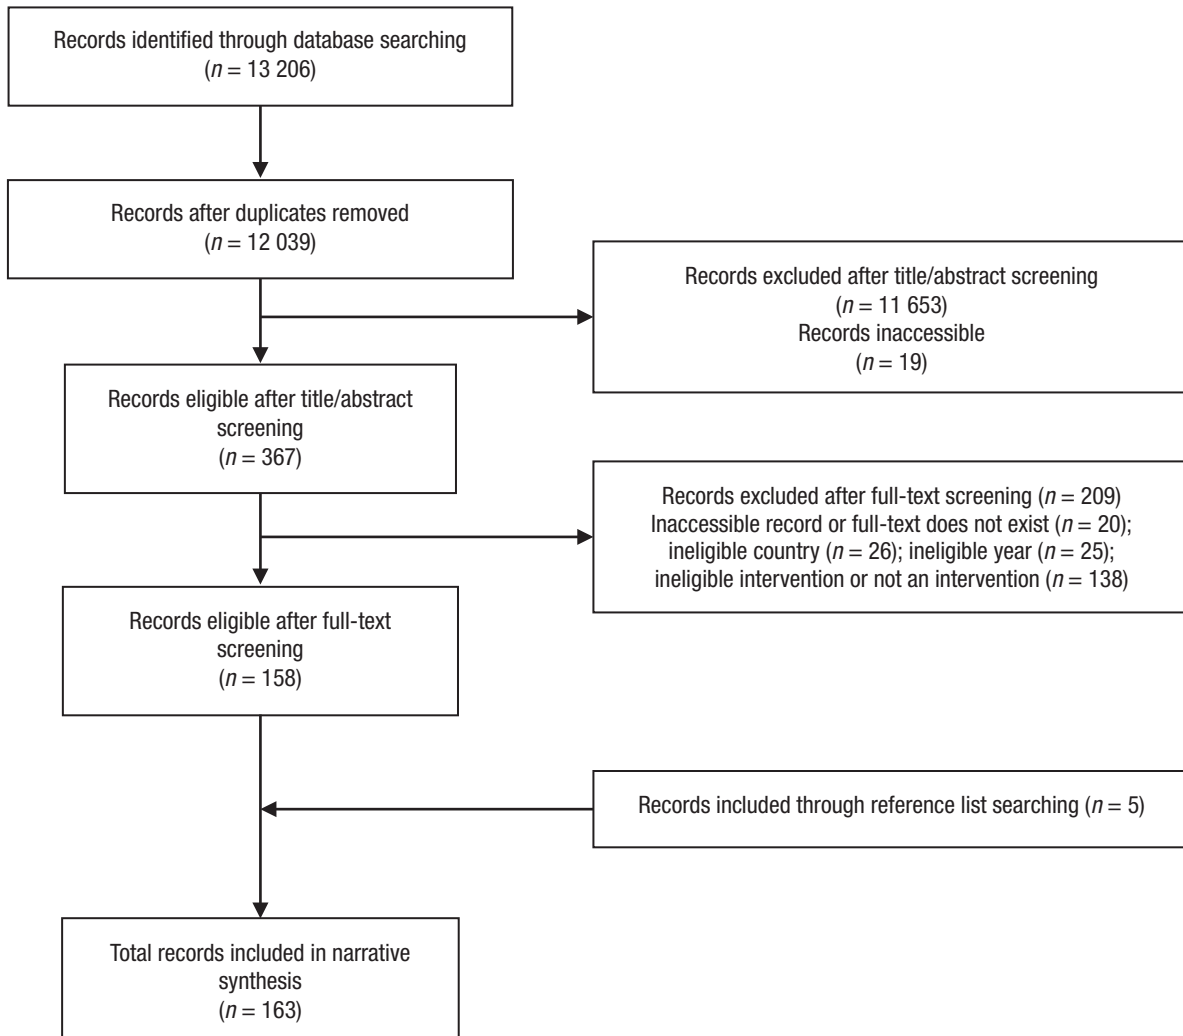 Records identified through database searching
(n = 13 206)
Records after duplicates removed
(n = 12 039)
Records excluded after title/abstract screening
(n = 11 653)
Records inaccessible
(n = 19)
Records eligible after title/abstract
screening
(n = 367)
Records excluded after full-text screening (n = 209)
Inaccessible record or full-text does not exist (n = 20);
ineligible country (n = 26); ineligible year (n = 25);
ineligible intervention or not an intervention (n = 138)
Records eligible after full-text
screening
(n = 158)
Records included through reference list searching (n = 5)
Total records included in narrative
synthesis
(n = 163)